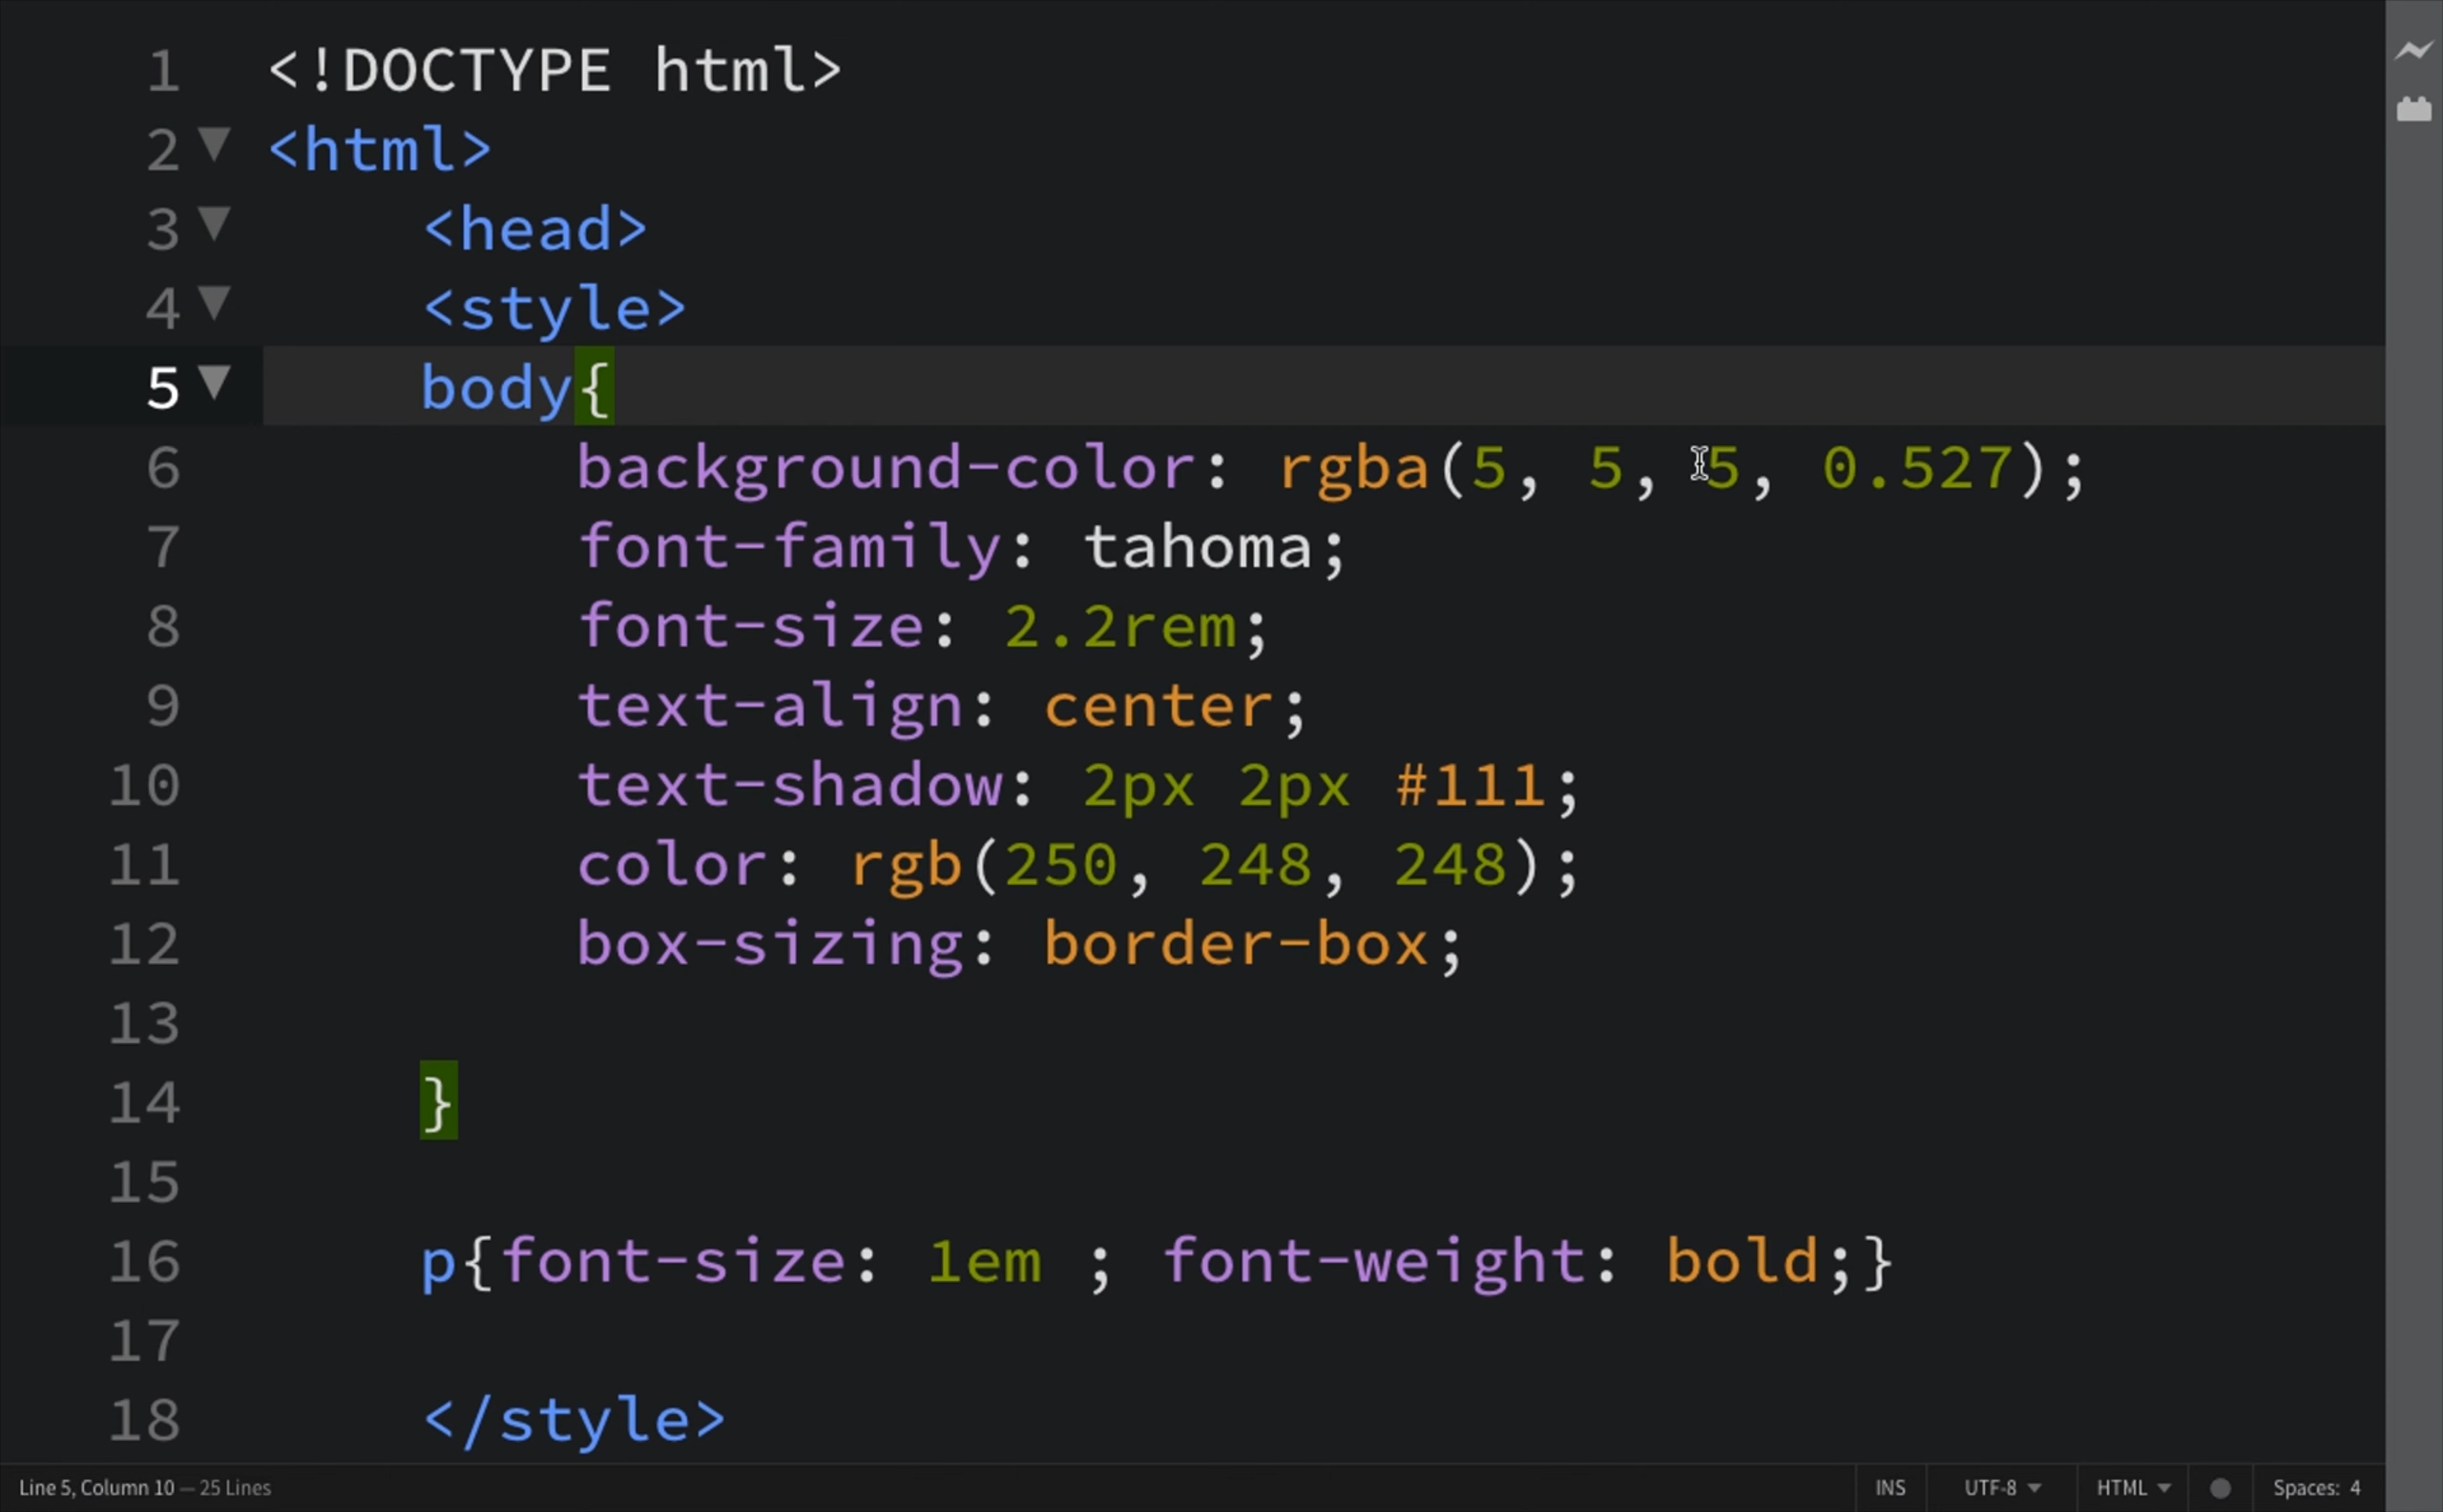 1 <!DOCTYPE html>
2 <html>
3     <head>
4     <style>
5     body{
6         background-color: rgba(5, 5, 5, 0.527);
7         font-family: tahoma;
8         font-size: 2.2rem;
9         text-align: center;
10         text-shadow: 2px 2px #111;
11         color: rgb(250, 248, 248);
12         box-sizing: border-box;
13
14     }
15
16     p{font-size: 1em ; font-weight: bold;}
17
18     </style>
Line 5, Column 10 — 25 Lines INS UTF-8 HTML Spaces: 4